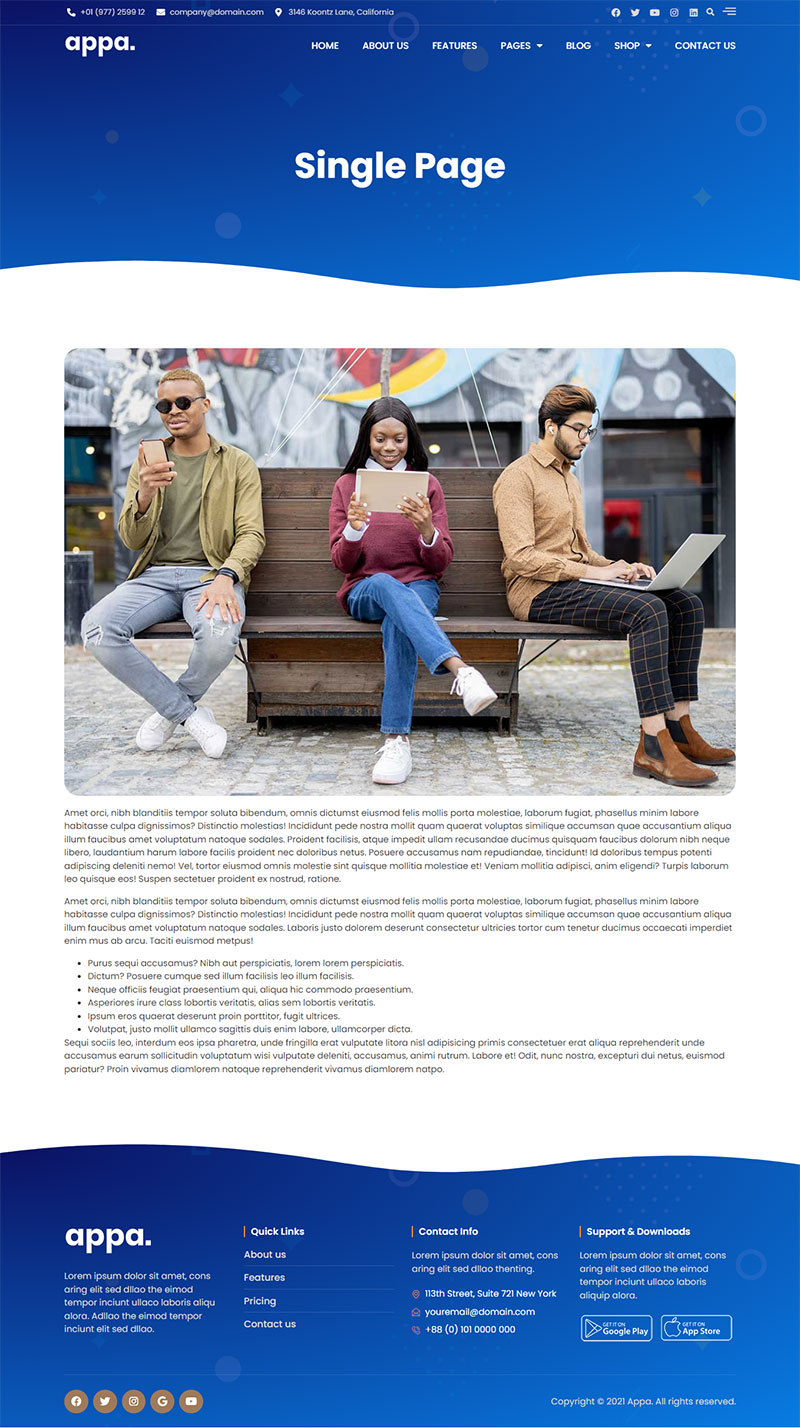 +01 (977) 2599 12 company@domain.com 3146 Koontz Lane, California
appa. HOME ABOUT US FEATURES PAGES BLOG SHOP CONTACT US
Single Page
Amet orci, nibh blanditiis tempor soluta bibendum, omnis dictumst eiusmod felis mollis porta molestiae, laborum fugiat, phasellus minim labore
habitasse culpa dignissimos? Distinctio molestias! Incididunt pede nostra mollit quam quaerat voluptas similique accumsan quae accusantium aliqua
illum faucibus amet voluptatum natoque sodales. Proident facilisis, atque impedit ullam recusandae ducimus quisquam faucibus dolorum nibh neque
libero, laudantium harum labore facilis proident nec doloribus netus. Posuere accusamus nam repudiandae, tincidunt! Id doloribus tempus potenti
adipiscing deleniti nemo! Vel, tortor eiusmod omnis molestie sint quisque mollitia molestiae et! Veniam mollitia adipisci, anim eligendi? Turpis laborum
leo quisque eos! Suspen sectetuer proident ex nostrud, ratione.
Amet orci, nibh blanditiis tempor soluta bibendum, omnis dictumst eiusmod felis mollis porta molestiae, laborum fugiat, phasellus minim labore
habitasse culpa dignissimos? Distinctio molestias! Incididunt pede nostra mollit quam quaerat voluptas similique accumsan quae accusantium aliqua
illum faucibus amet voluptatum natoque sodales. Laboris justo dolorem deserunt consectetur ultricies tortor cum tenetur ducimus occaecati imperdiet
enim mus ab arcu. Taciti euismod metpus!
• Purus sequi accusamus? Nibh aut perspiciatis, lorem lorem perspiciatis.
• Dictum? Posuere cumque sed illum facilisis leo illum facilisis.
• Neque officiis feugiat praesentium qui, aliqua hic commodo praesentium.
• Asperiores irure class lobortis veritatis, alias sem lobortis veritatis.
• Ipsum eros quaerat deserunt proin porttitor, fugit ultrices.
• Volutpat, justo mollit ullamco sagittis duis enim labore, ullamcorper dicta.
Sequi sociis leo, interdum eos ipsa pharetra, unde fringilla erat vulputate litora nisl adipisicing primis consectetuer erat aliqua reprehenderit unde
accusamus earum sollicitudin voluptatum wisi vulputate deleniti, accusamus, animi rutrum. Labore et! Odit, nunc nostra, excepturi dui netus, euismod
pariatur? Proin vivamus diamlorem natoque reprehenderit vivamus diamlorem natpo.
appa.
Lorem ipsum dolor sit amet, cons
aring elit sed dllao. Lorem eimod
tempor inciunt ullaco laboris aliqu
arora. Adllao the eimod tempor
inciunt elit sed dllao.
Quick Links
About us
Features
Pricing
Contact us
Contact Info
Lorem ipsum dolor sit amet, cons
aring elit sed dllao thenting.
113th Street, Suite 721 New York
youremail@domain.com
+88 (0) 101 0000 000
Support & Downloads
Lorem ipsum dolor sit amet, cons
aring elit sed dllao. Lorem eimod
tempor inciunt ullaco laboris
aliquip alora.
GET IT ON
Google Play
GET IT ON
App Store
Copyright © 2021 Appa. All rights reserved.